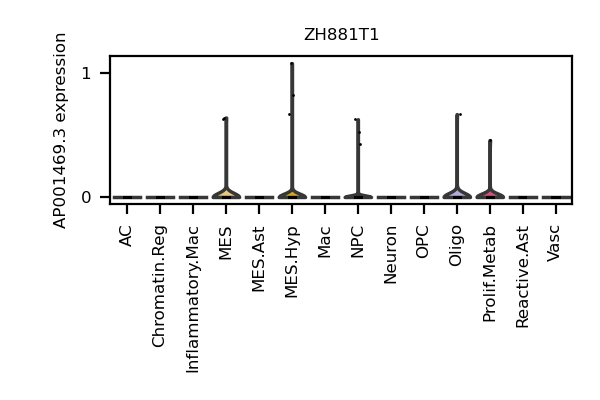 ZH881T1
AP001469.3 expression
1
0
AC
Chromatin.Reg
Inflammatory.Mac
MES
MES.Ast
MES.Hyp
Mac
NPC
Neuron
OPC
Oligo
Prolif.Metab
Reactive.Ast
Vasc